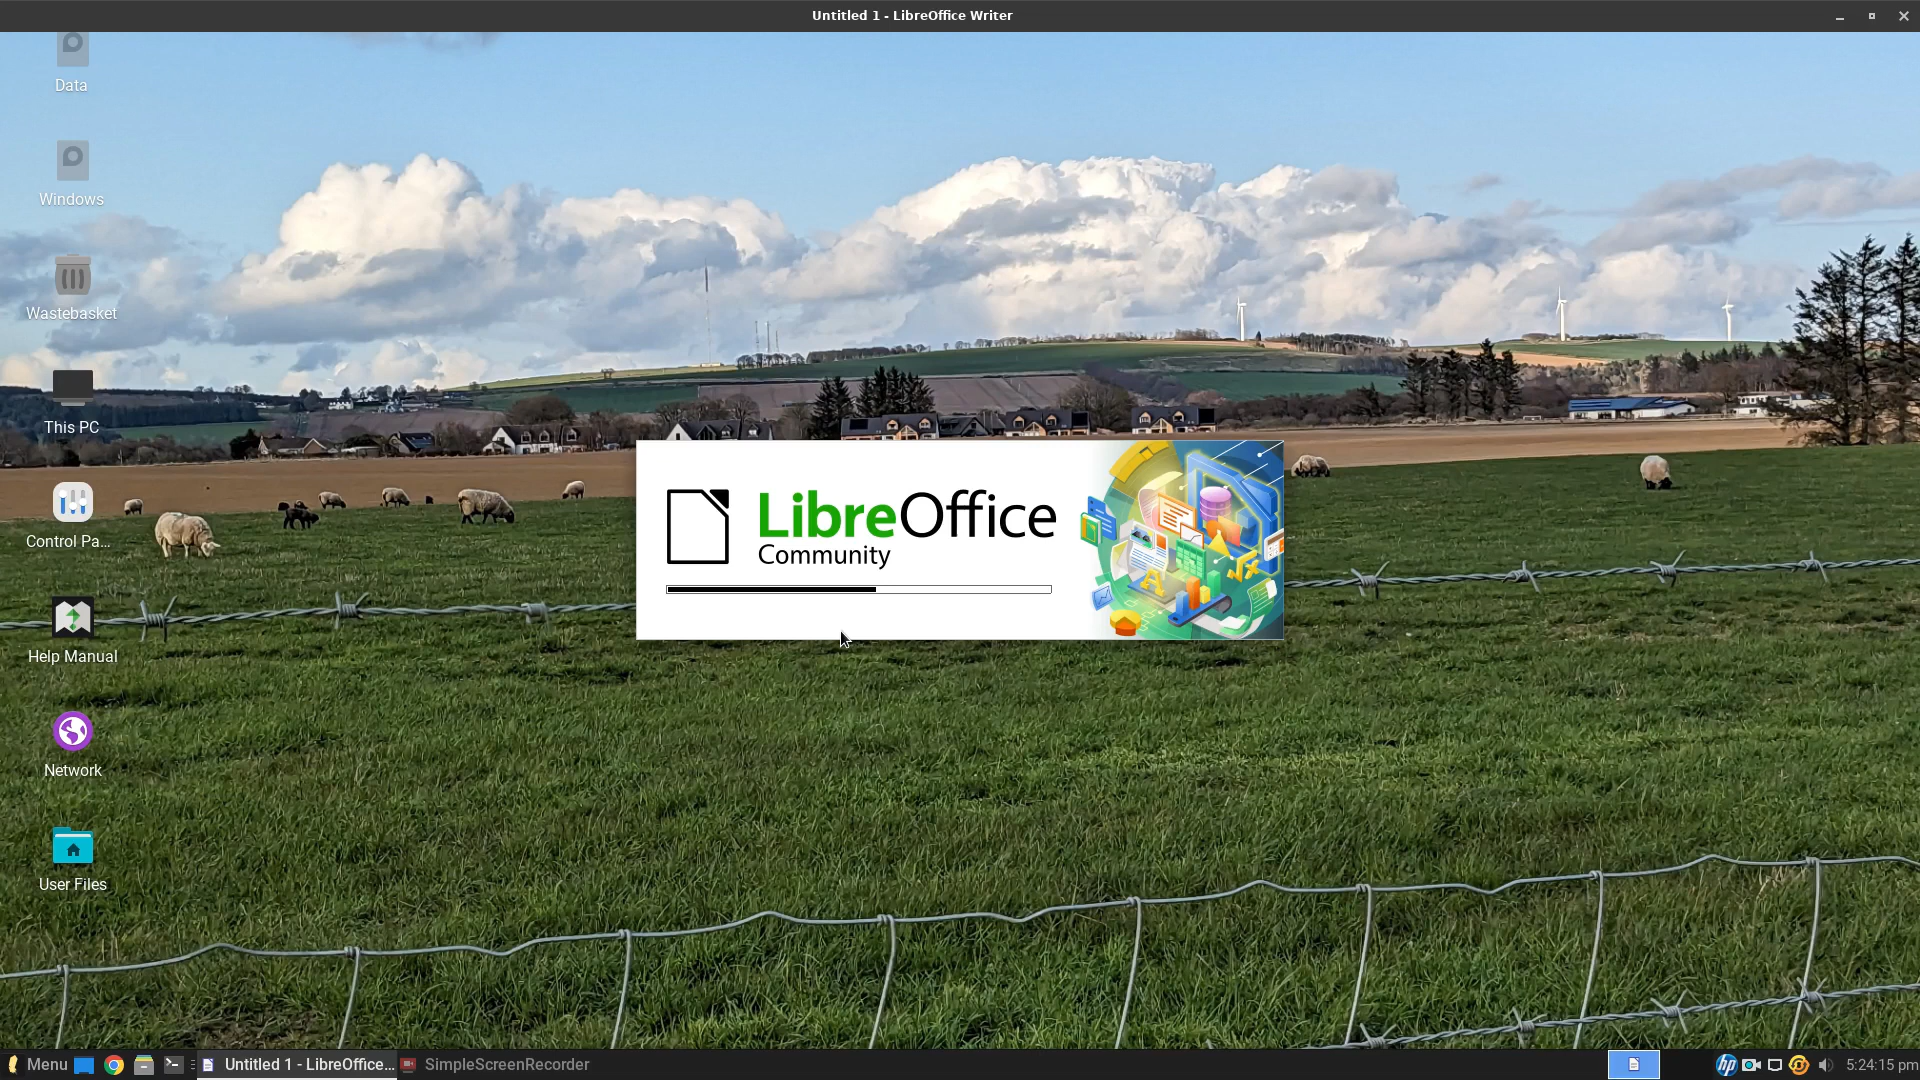 Untitled 1 - LibreOffice Writer
Data
Windows
Wastebasket
This PC
Control Pa...
Help Manual
Network
User Files
LibreOffice
Community
Menu
Untitled 1 - LibreOffice...
SimpleScreenRecorder
hp
5:24:15 pm